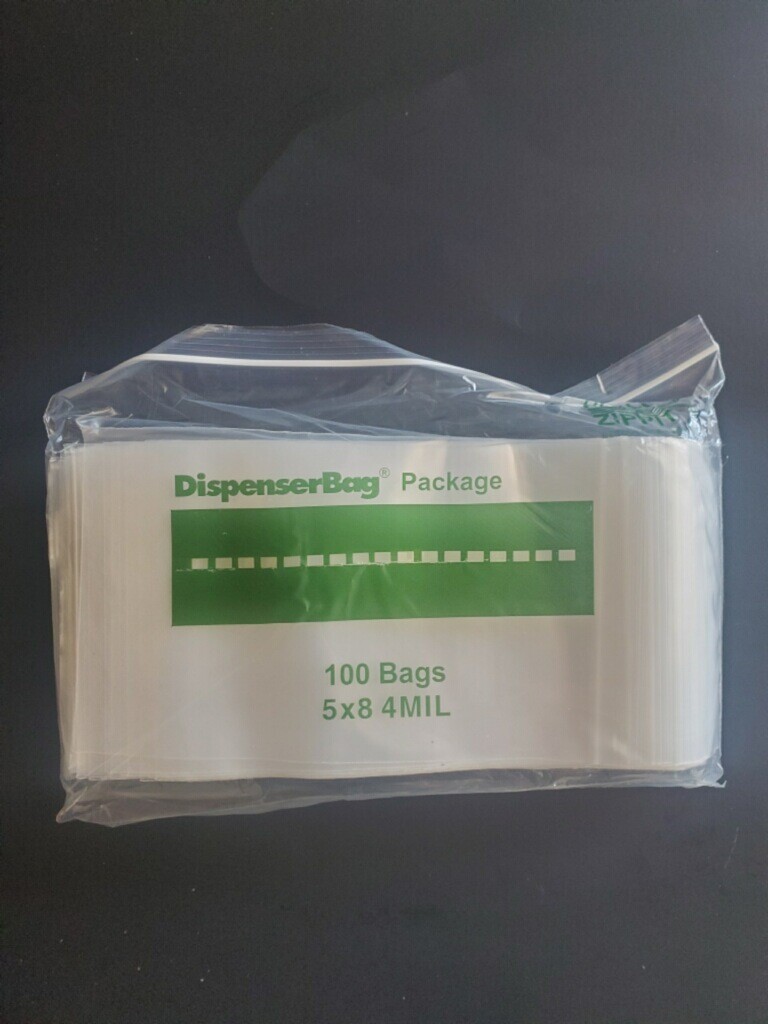 DispenserBag® Package
100 Bags
5x8 4MIL